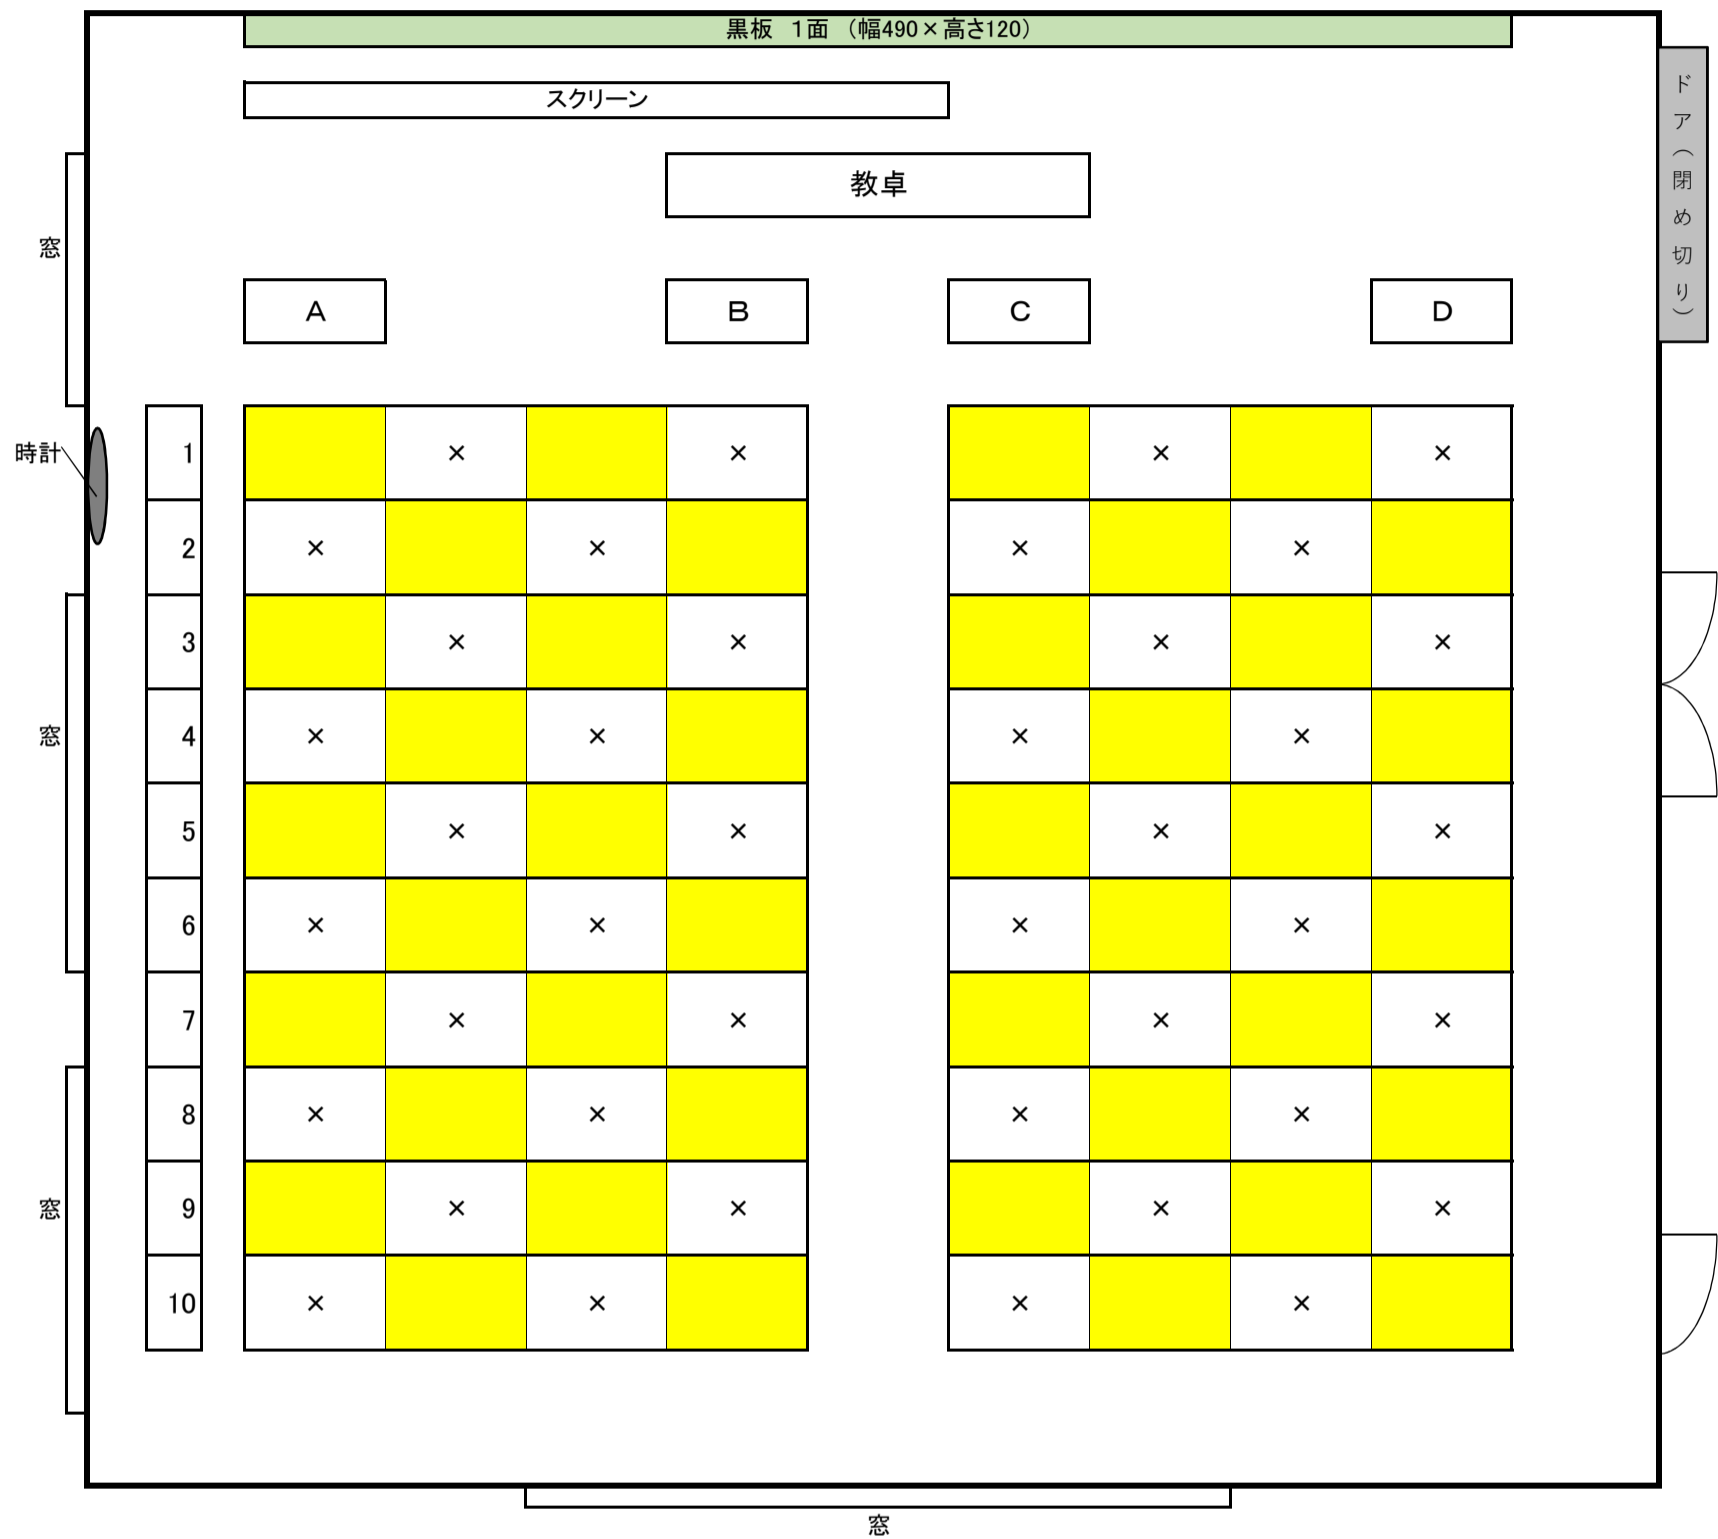 黒板　１面　（幅490×高さ120）
スクリーン
教卓
ドア（閉め切り）
窓
A B C D
時計
1 × × × ×
2 × × × ×
3 × × × ×
窓
4 × × × ×
5 × × × ×
6 × × × ×
7 × × × ×
8 × × × ×
窓
9 × × × ×
10 × × × ×
窓